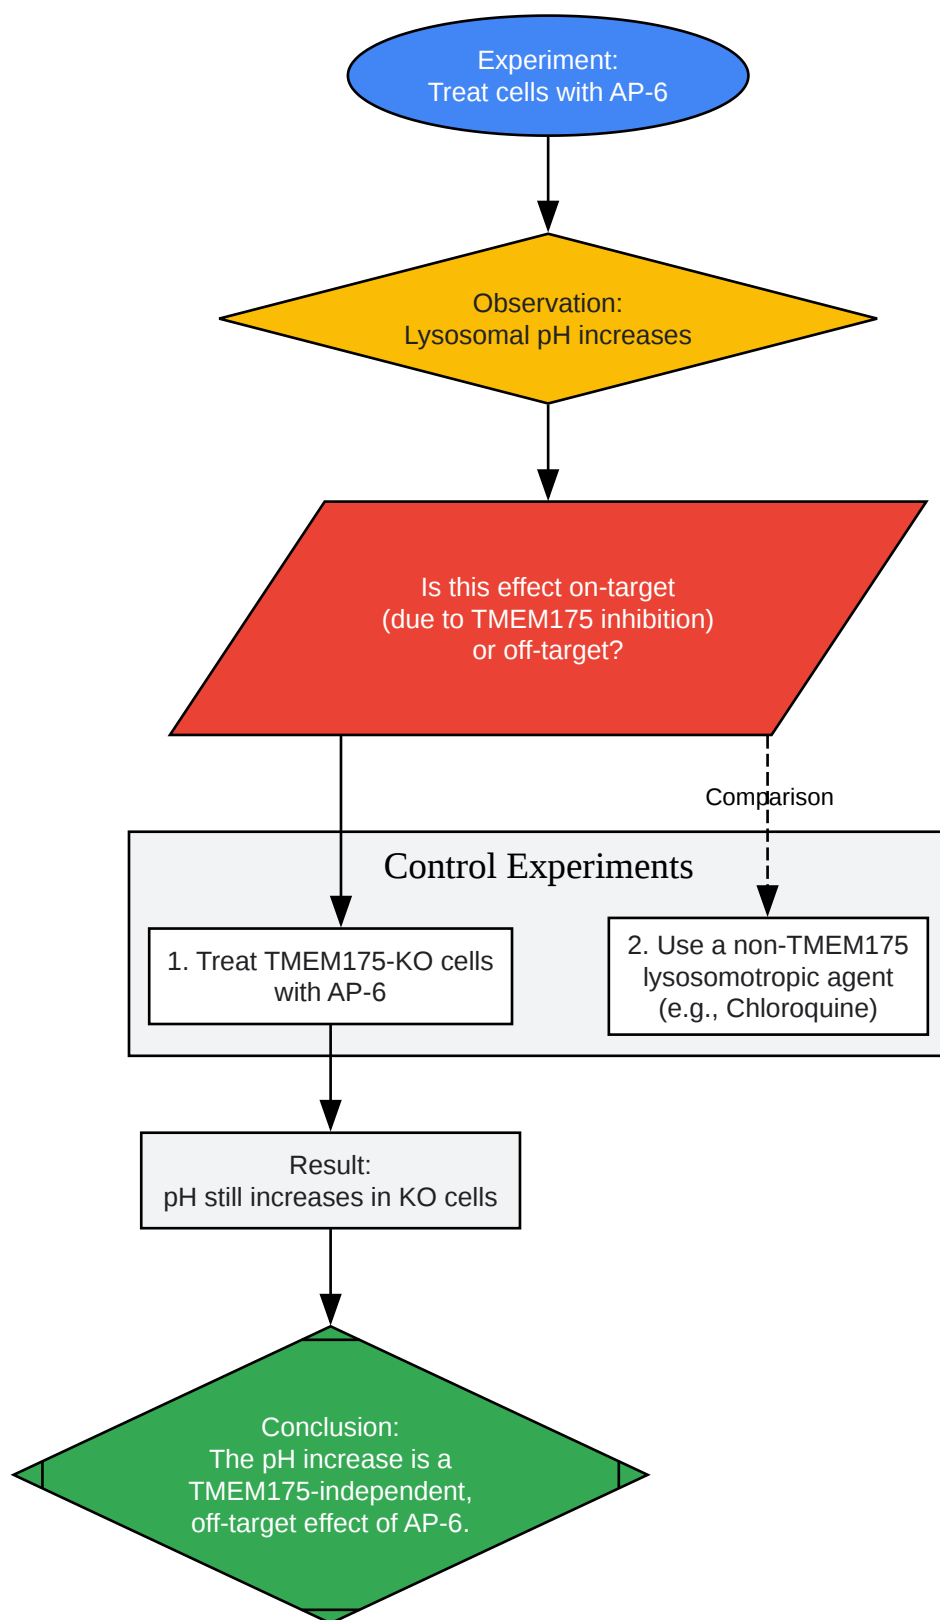 Experiment:
Treat cells with AP-6
Observation:
Lysosomal pH increases
Is this effect on-target
(due to TMEM175 inhibition)
or off-target?
Comparison
Control Experiments
1. Treat TMEM175-KO cells
with AP-6
2. Use a non-TMEM175
lysosomotropic agent
(e.g., Chloroquine)
Result:
pH still increases in KO cells
Conclusion:
The pH increase is a
TMEM175-independent,
off-target effect of AP-6.